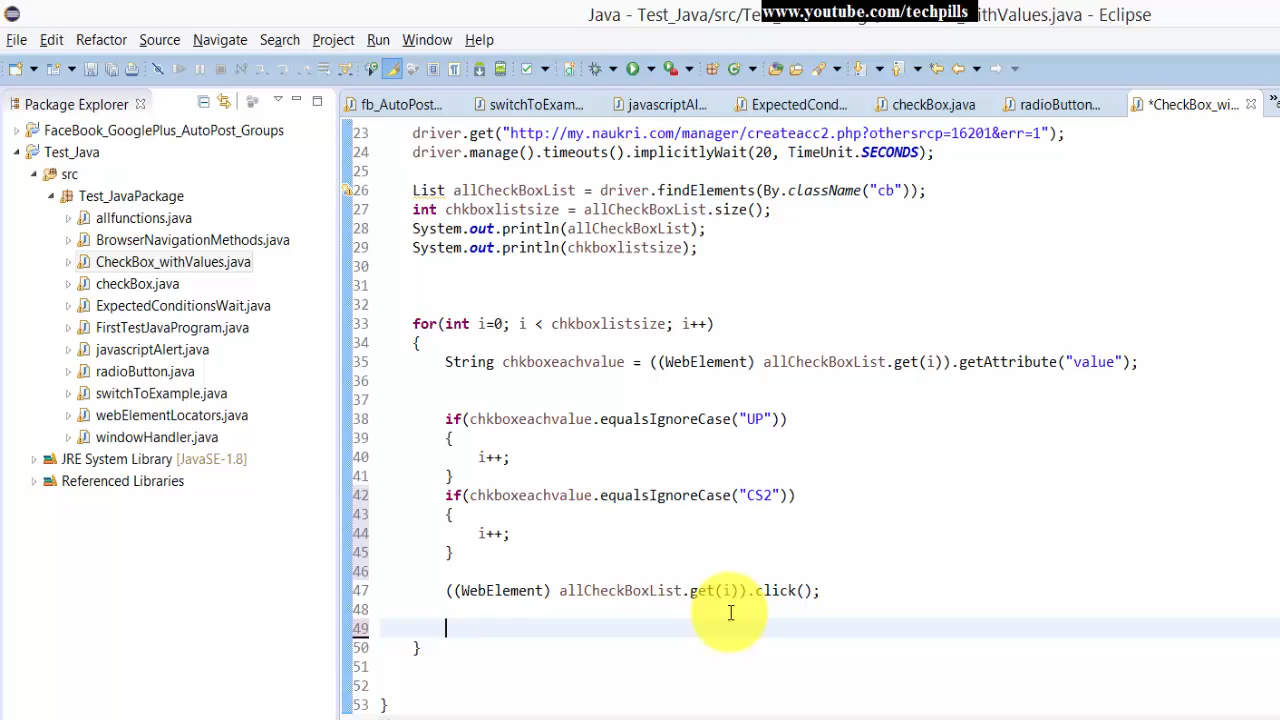 Java - Test_Java/src/Te
www.youtube.com/techpills
_withValues.java - Eclipse
File Edit Refactor Source Navigate Search Project Run Window Help
Package Explorer
fb_AutoPost... switchToExam... javascriptAl... ExpectedCond... checkBox.java radioButton... *CheckBox_wi...
FaceBook_GooglePlus_AutoPost_Groups
Test_Java
src
Test_JavaPackage
allfunctions.java
BrowserNavigationMethods.java
CheckBox_withValues.java
checkBox.java
ExpectedConditionsWait.java
FirstTestJavaProgram.java
javascriptAlert.java
radioButton.java
switchToExample.java
webElementLocators.java
windowHandler.java
JRE System Library [JavaSE-1.8]
Referenced Libraries
23 driver.get("http://my.naukri.com/manager/createacc2.php?othersrcp=16201&err=1");
24 driver.manage().timeouts().implicitlyWait(20, TimeUnit.SECONDS);
25
26 List allCheckBoxList = driver.findElements(By.className("cb"));
27 int chkboxlistsize = allCheckBoxList.size();
28 System.out.println(allCheckBoxList);
29 System.out.println(chkboxlistsize);
30
31
32
33 for(int i=0; i < chkboxlistsize; i++)
34 {
35 String chkboxeachvalue = ((WebElement) allCheckBoxList.get(i)).getAttribute("value");
36
37
38 if(chkboxeachvalue.equalsIgnoreCase("UP"))
39 {
40 i++;
41 }
42 if(chkboxeachvalue.equalsIgnoreCase("CS2"))
43 {
44 i++;
45 }
46
47 ((WebElement) allCheckBoxList.get(i)).click();
48
49
50 }
51
52
53 }